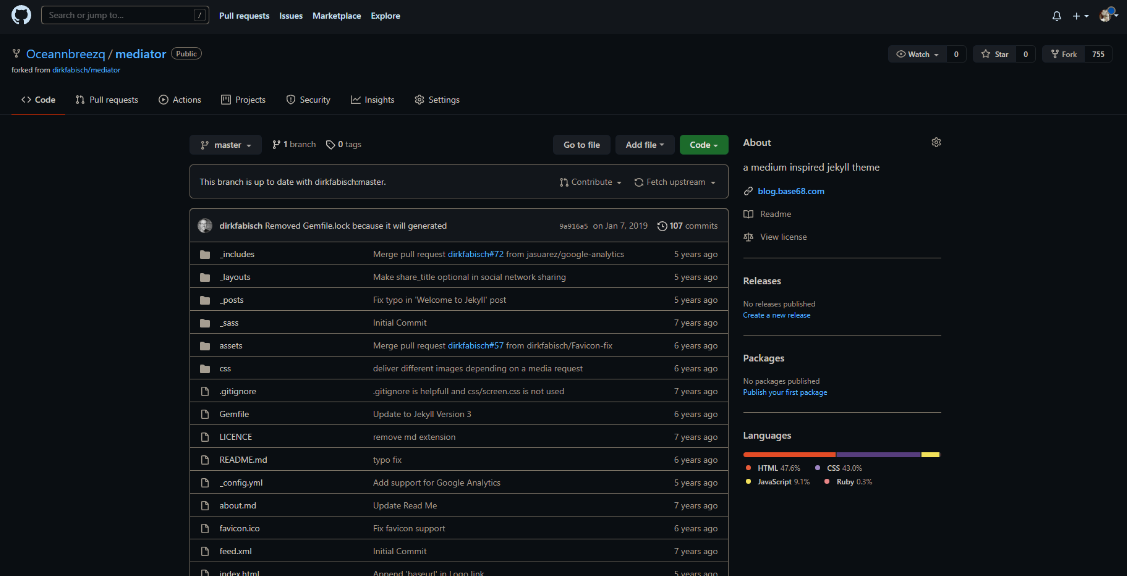 Search or jump to... / Pull requests Issues Marketplace Explore
Oceannbreezq / mediator Public Watch 0 Star 0 Fork 755
forked from dirkfabisch/mediator
Code Pull requests Actions Projects Security Insights Settings
master 1 branch 0 tags Go to file Add file Code
This branch is up to date with dirkfabisch:master. Contribute Fetch upstream
dirkfabisch Removed Gemfile.lock because it will generated 9a916a5 on Jan 7, 2019 107 commits
_includes Merge pull request dirkfabisch#72 from jasuarez/google-analytics 5 years ago
_layouts Make share_title optional in social network sharing 5 years ago
_posts Fix typo in 'Welcome to Jekyll' post 5 years ago
_sass Initial Commit 7 years ago
assets Merge pull request dirkfabisch#57 from dirkfabisch/Favicon-fix 6 years ago
css deliver different images depending on a media request 6 years ago
.gitignore .gitignore is helpfull and css/screen.css is not used 7 years ago
Gemfile Update to Jekyll Version 3 6 years ago
LICENCE remove md extension 7 years ago
README.md typo fix 6 years ago
_config.yml Add support for Google Analytics 5 years ago
about.md Update Read Me 7 years ago
favicon.ico Fix favicon support 6 years ago
feed.xml Initial Commit 7 years ago
index.html Append 'baseurl' in Logo link 5 years ago
About
a medium inspired jekyll theme
blog.base68.com
Readme
View license
Releases
No releases published
Create a new release
Packages
No packages published
Publish your first package
Languages
HTML 47.6% CSS 43.0%
JavaScript 9.1% Ruby 0.3%